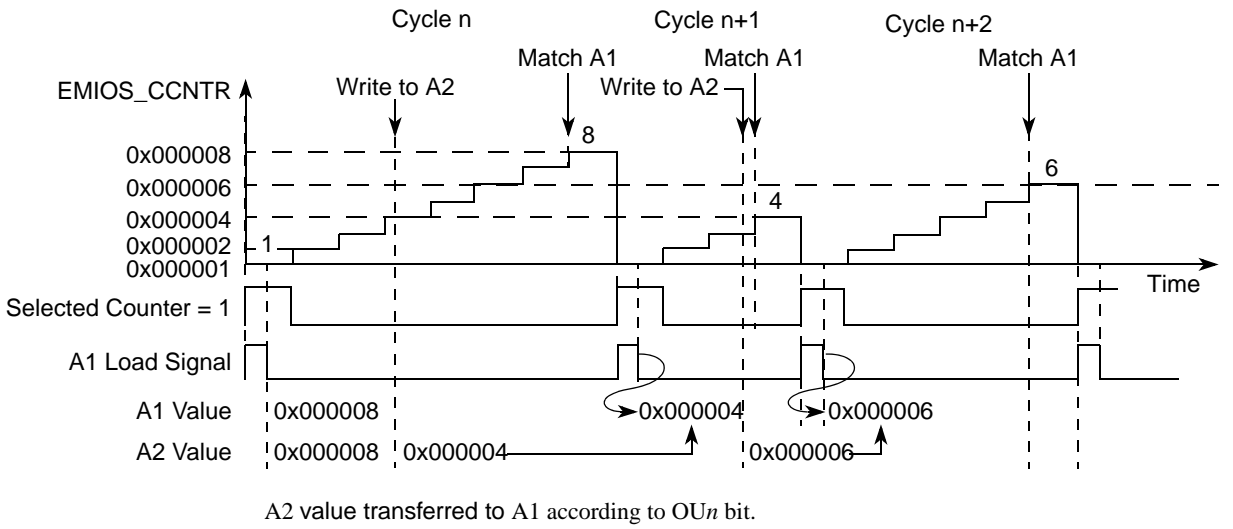 Cycle n Cycle n+1 Cycle n+2
Match A1 Match A1 Match A1
EMIOS_CCNTR Write to A2 Write to A2
8
0x000008
6
0x000006
4
0x000004
0x000002 1
0x000001
Time
Selected Counter = 1
A1 Load Signal
A1 Value 0x000008 0x000004 0x000006
A2 Value 0x000008 0x000004 0x000006
A2 value transferred to A1 according to OUn bit.